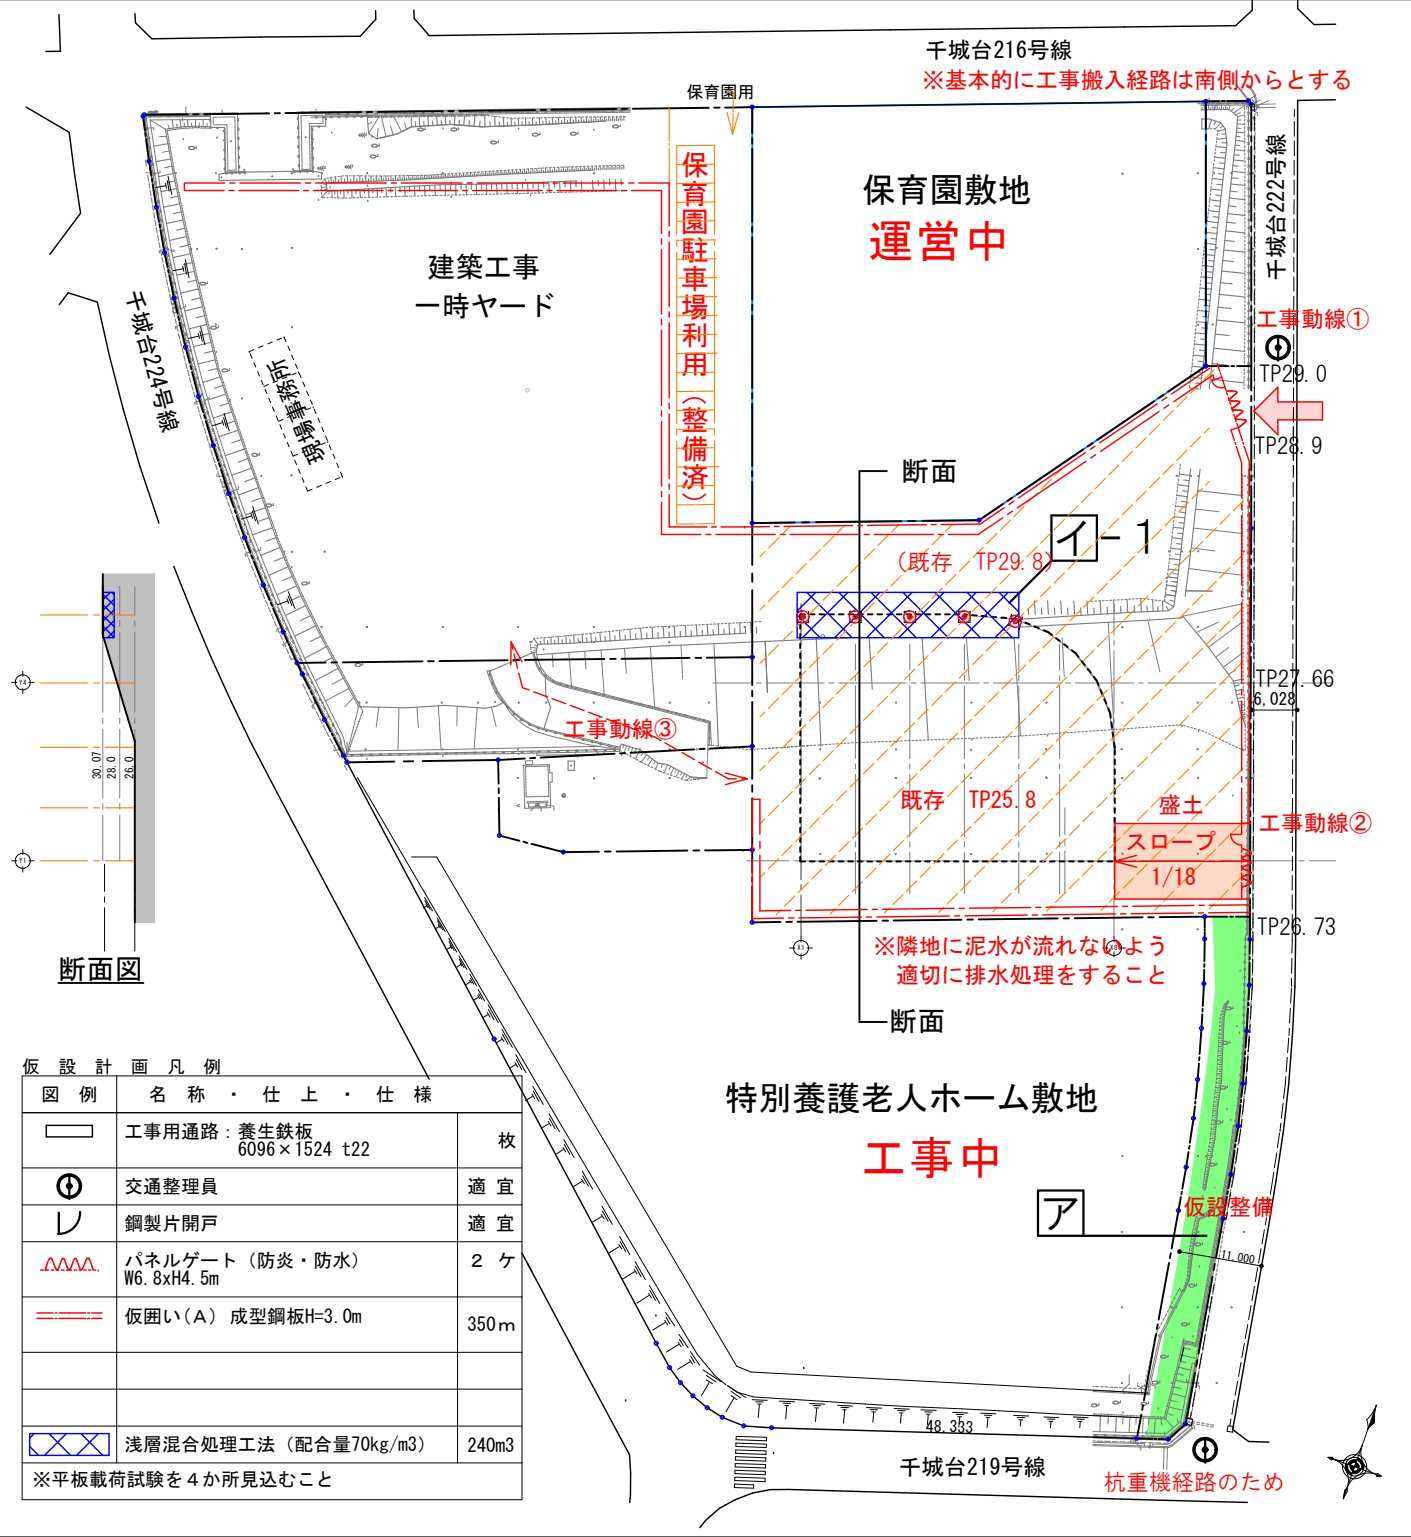 千城台216号線
※基本的に工事搬入経路は南側からとする
保育園用
千城台222号線
保育園駐車場利用（整備済）
保育園敷地
運営中
建築工事
一時ヤード
千城台224号線
現場事務所
工事動線①
TP29.0
TP28.9
断面
イ-1
(既存 TP29.8)
TP27.66
6,028
工事動線③
既存 TP25.8
盛土
スロープ
1/18
工事動線②
TP26.73
Y4
30.07
28.0
26.0
Y1
断面図
X1
X8
※隣地に泥水が流れないよう
適切に排水処理をすること
断面
特別養護老人ホーム敷地
工事中
ア
仮設整備
11,000
48.333
千城台219号線
杭重機経路のため
仮設計画凡例
図例 名称・仕上・仕様
工事用通路：養生鉄板
6096×1524 t22 枚
交通整理員 適宜
鋼製片開戸 適宜
パネルゲート（防炎・防水） 2ケ
W6.8xH4.5m
仮囲い(A) 成型鋼板H=3.0m 350m
浅層混合処理工法（配合量70kg/m3） 240m3
※平板載荷試験を４か所見込むこと